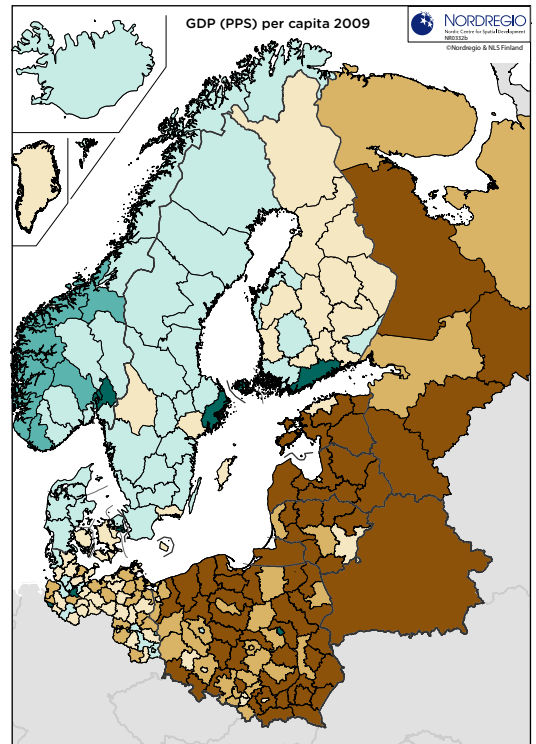 GDP (PPS) per capita 2009
NORDREGIO
Nordic Centre for Spatial Development
NR0332b
©Nordregio & NLS Finland